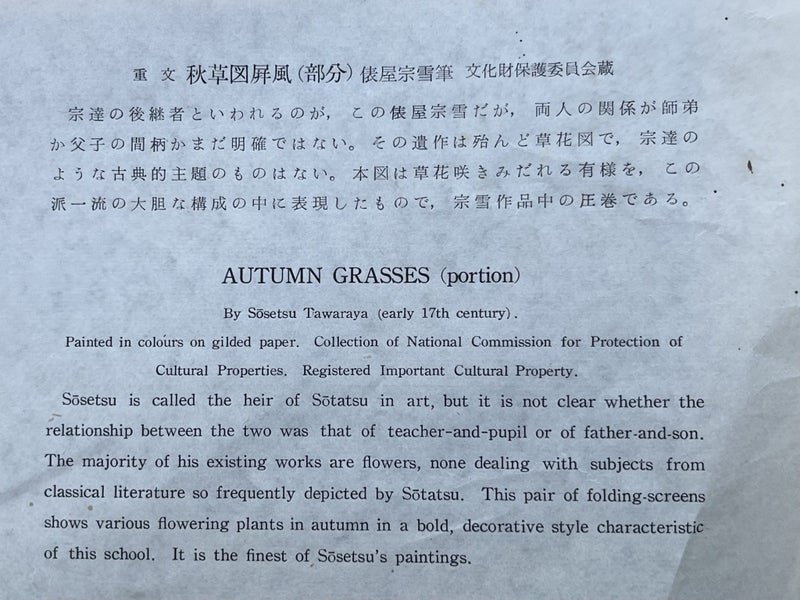 重文 秋草図屏風(部分) 俵屋宗雪筆 文化財保護委員会蔵
宗達の後継者といわれるのが，この俵屋宗雪だが，両人の関係が師弟
か父子の間柄かまだ明確ではない。その遺作は殆んど草花図で，宗達の
ような古典的主題のものはない。本図は草花咲きみだれる有様を，この
派一流の大胆な構成の中に表現したもので，宗雪作品中の圧巻である。
AUTUMN GRASSES (portion)
By Sōsetsu Tawaraya (early 17th century).
Painted in colours on gilded paper. Collection of National Commission for Protection of
Cultural Properties. Registered Important Cultural Property.
Sōsetsu is called the heir of Sōtatsu in art, but it is not clear whether the
relationship between the two was that of teacher-and-pupil or of father-and-son.
The majority of his existing works are flowers, none dealing with subjects from
classical literature so frequently depicted by Sōtatsu. This pair of folding-screens
shows various flowering plants in autumn in a bold, decorative style characteristic
of this school. It is the finest of Sōsetsu's paintings.